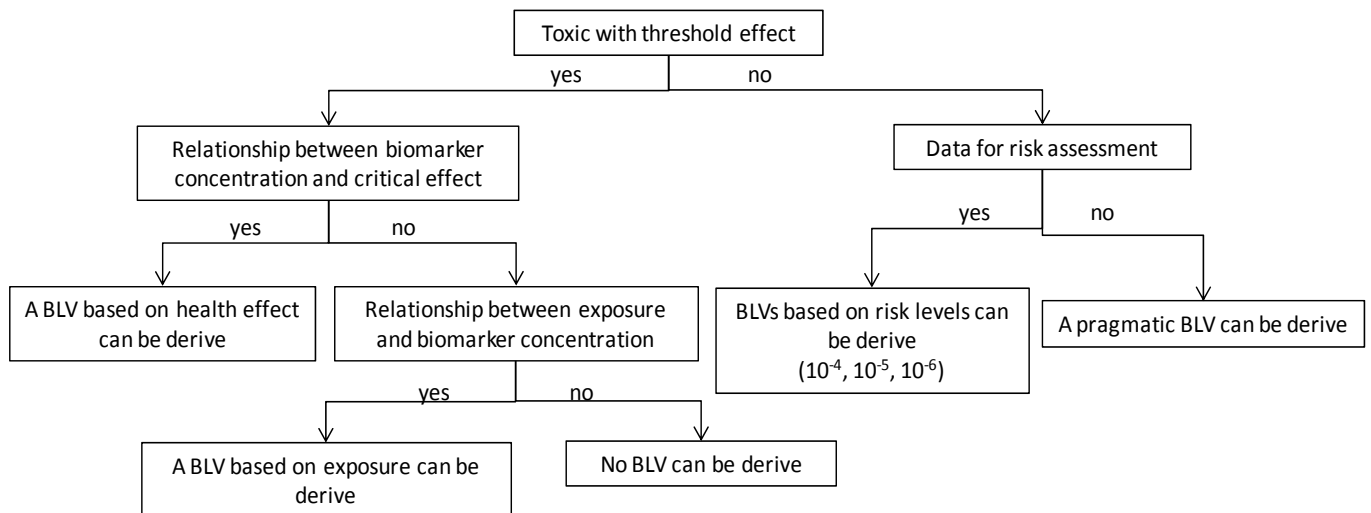 Toxic with threshold effect
yes
no
Relationship between biomarker
concentration and critical effect
Data for risk assessment
yes
no
yes
no
A BLV based on health effect
can be derive
Relationship between exposure
and biomarker concentration
BLVs based on risk levels can
be derive
(10⁻⁴, 10⁻⁵, 10⁻⁶)
A pragmatic BLV can be derive
yes
no
A BLV based on exposure can be
derive
No BLV can be derive